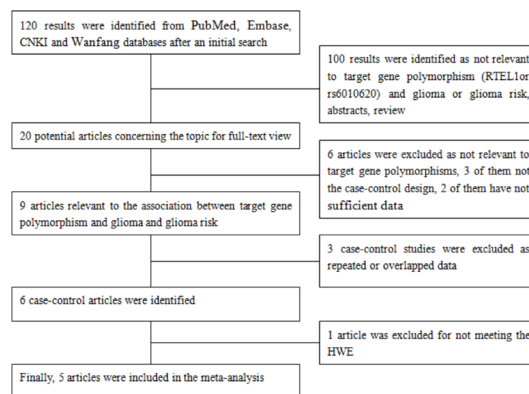 120 results were identified from PubMed, Embase,
CNKI and Wanfang databases after an initial search
100 results were identified as not relevant
to target gene polymorphism (RTEL1or
rs6010620) and glioma or glioma risk,
abstracts, review
20 potential articles concerning the topic for full-text view
6 articles were excluded as not relevant to
target gene polymorphisms, 3 of them not
the case-control design, 2 of them have not
sufficient data
9 articles relevant to the association between target gene
polymorphism and glioma and glioma risk
3 case-control studies were excluded as
repeated or overlapped data
6 case-control articles were identified
1 article was excluded for not meeting the
HWE
Finally, 5 articles were included in the meta-analysis